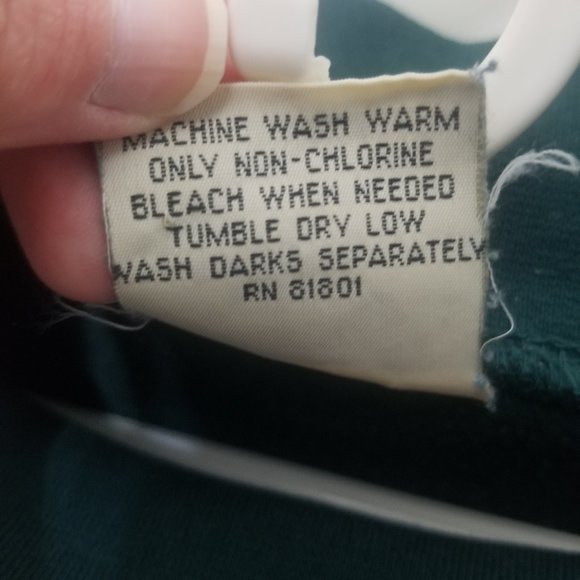 MACHINE WASH WARM
ONLY NON-CHLORINE
BLEACH WHEN NEEDED
TUMBLE DRY LOW
WASH DARKS SEPARATELY
RN 81801